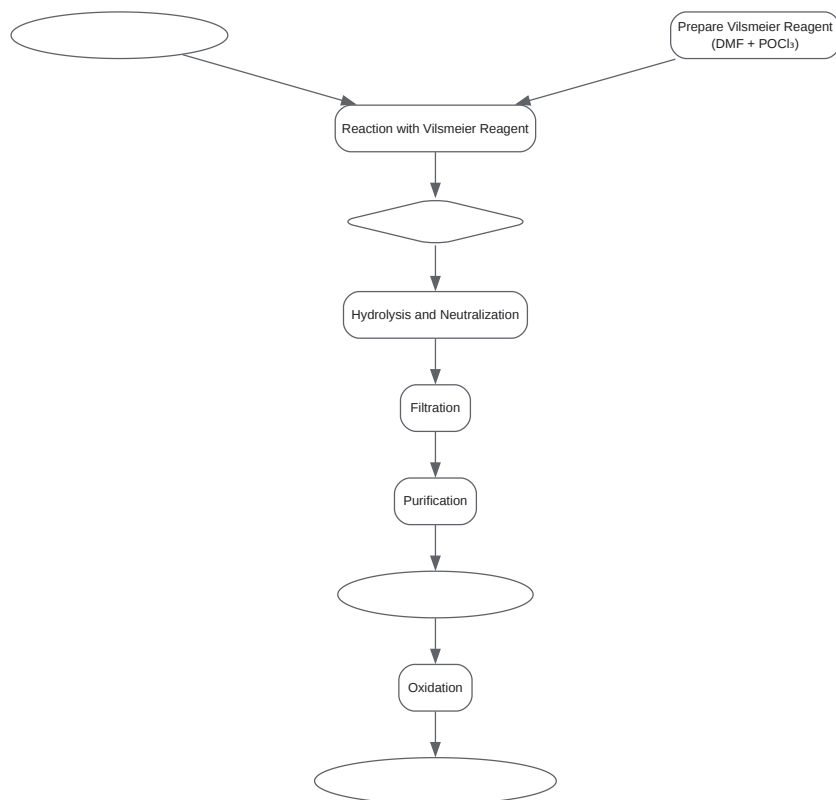 Prepare Vilsmeier Reagent
(DMF + POCl₃)
Reaction with Vilsmeier Reagent
Hydrolysis and Neutralization
Filtration
Purification
Oxidation